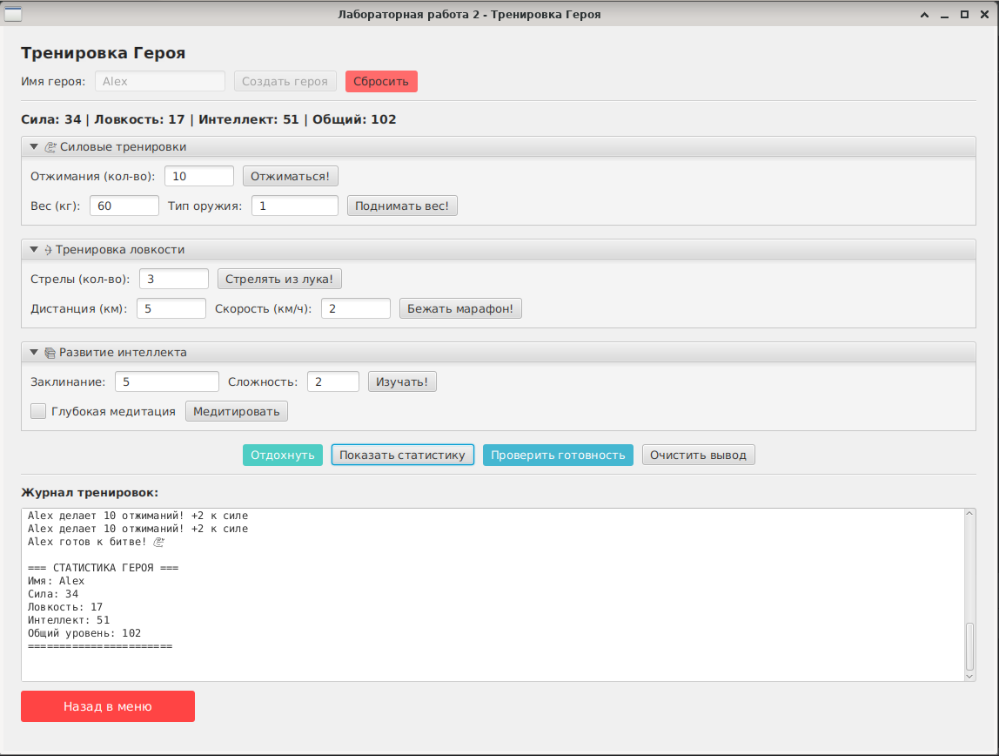 Лабораторная работа 2 - Тренировка Героя
Тренировка Героя
Имя героя: Alex Создать героя Сбросить
Сила: 34 | Ловкость: 17 | Интеллект: 51 | Общий: 102
Силовые тренировки
Отжимания (кол-во): 10 Отжиматься!
Вес (кг): 60 Тип оружия: 1 Поднимать вес!
Тренировка ловкости
Стрелы (кол-во): 3 Стрелять из лука!
Дистанция (км): 5 Скорость (км/ч): 2 Бежать марафон!
Развитие интеллекта
Заклинание: 5 Сложность: 2 Изучать!
Глубокая медитация Медитировать
Отдохнуть Показать статистику Проверить готовность Очистить вывод
Журнал тренировок:
Alex делает 10 отжиманий! +2 к силе
Alex делает 10 отжиманий! +2 к силе
Alex готов к битве!
=== СТАТИСТИКА ГЕРОЯ ===
Имя: Alex
Сила: 34
Ловкость: 17
Интеллект: 51
Общий уровень: 102
=======================
Назад в меню